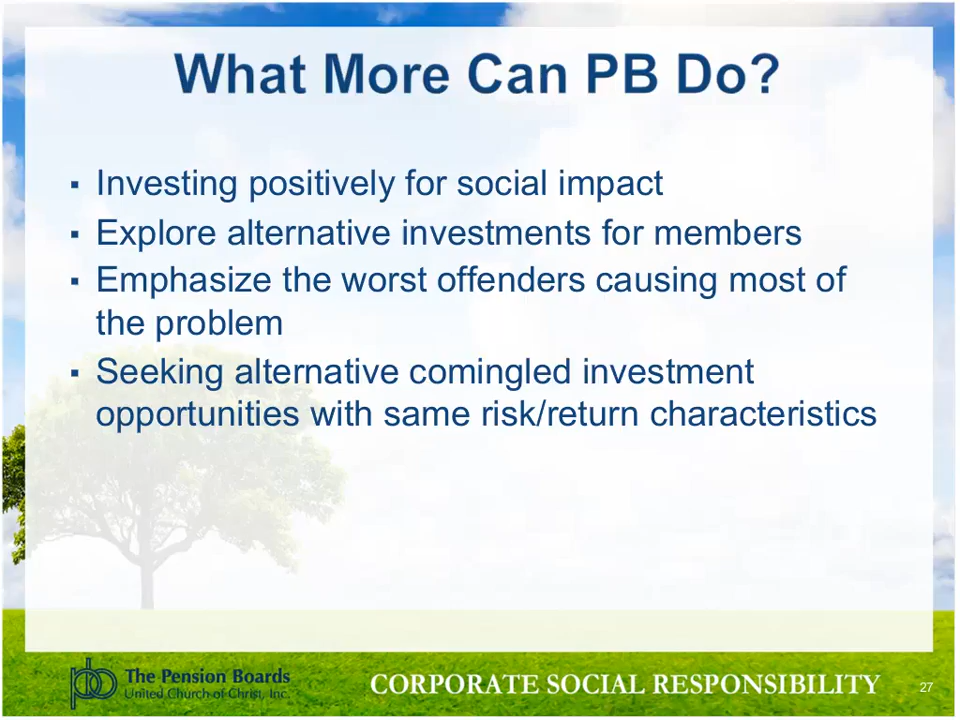 What More Can PB Do?
▪ Investing positively for social impact
▪ Explore alternative investments for members
▪ Emphasize the worst offenders causing most of
the problem
▪ Seeking alternative comingled investment
opportunities with same risk/return characteristics
pb The Pension Boards
United Church of Christ, Inc.
CORPORATE SOCIAL RESPONSIBILITY
27